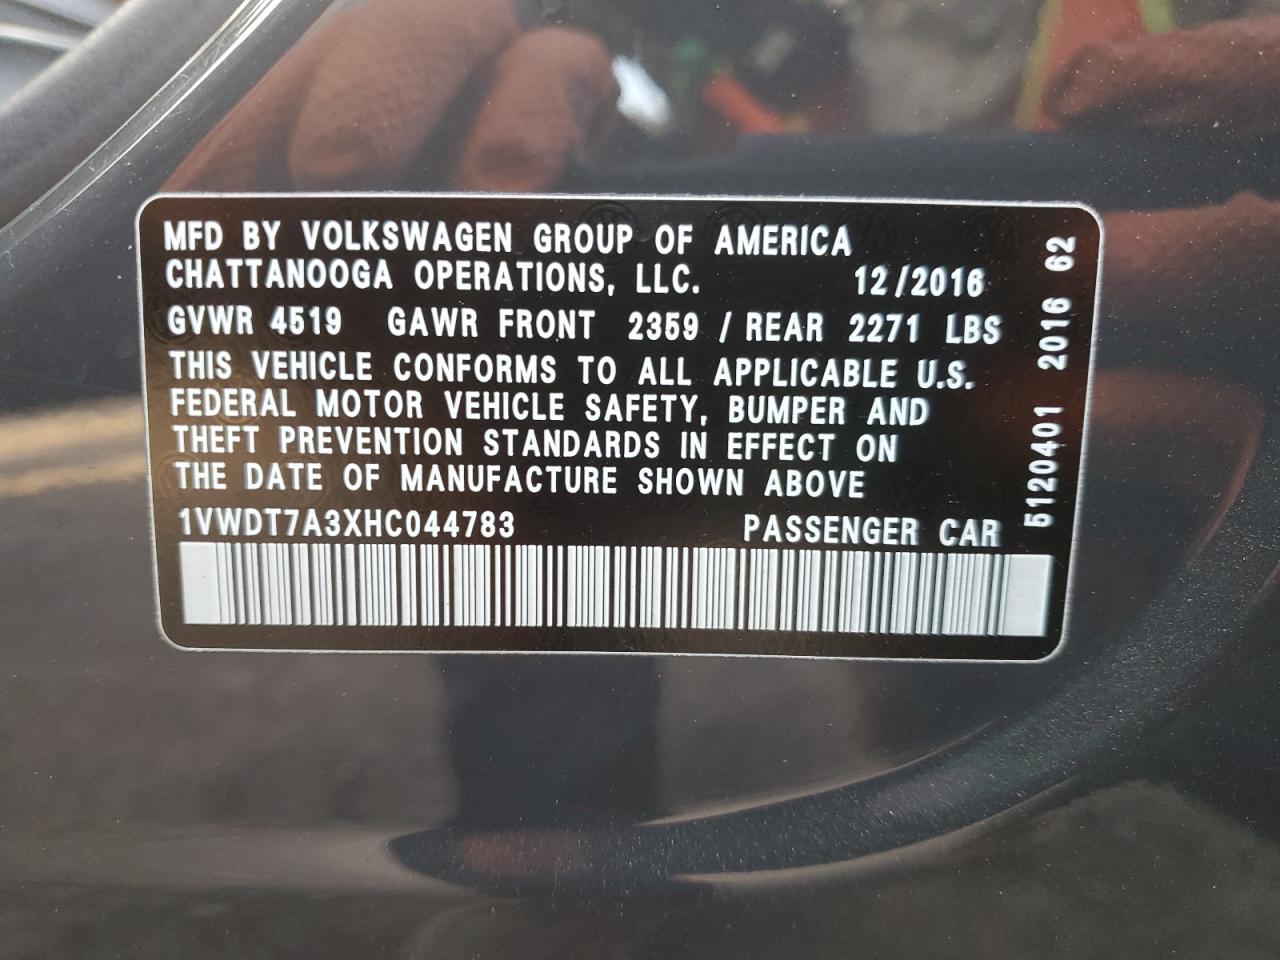 MFD BY VOLKSWAGEN GROUP OF AMERICA
CHATTANOOGA OPERATIONS, LLC. 12/2016
GVWR 4519 GAWR FRONT 2359 / REAR 2271 LBS
THIS VEHICLE CONFORMS TO ALL APPLICABLE U.S.
FEDERAL MOTOR VEHICLE SAFETY, BUMPER AND
THEFT PREVENTION STANDARDS IN EFFECT ON
THE DATE OF MANUFACTURE SHOWN ABOVE
1VWDT7A3XHC044783 PASSENGER CAR
5120401 2016 62